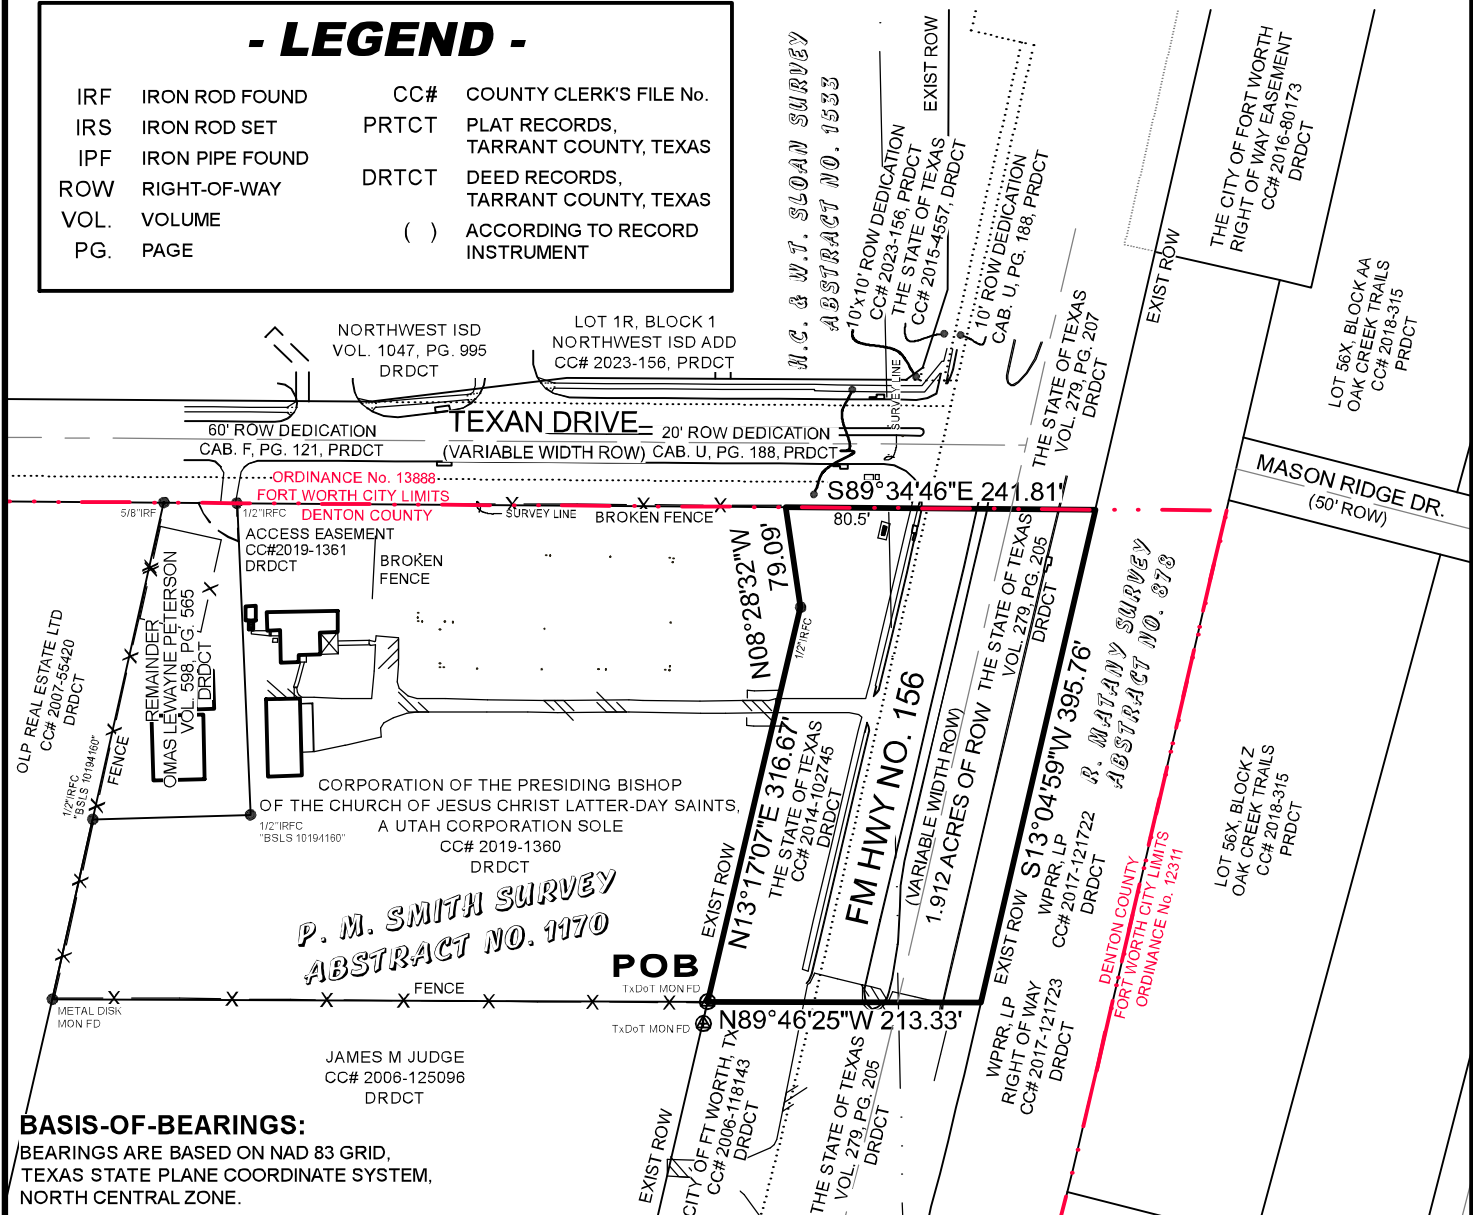 - LEGEND -
IRF IRON ROD FOUND
IRS IRON ROD SET
IPF IRON PIPE FOUND
ROW RIGHT-OF-WAY
VOL. VOLUME
PG. PAGE
CC# COUNTY CLERK'S FILE No.
PRTCT PLAT RECORDS,
TARRANT COUNTY, TEXAS
DRTCT DEED RECORDS,
TARRANT COUNTY, TEXAS
( ) ACCORDING TO RECORD
INSTRUMENT
H.C. & W.T. SLOAN SURVEY
ABSTRACT NO. 1533
EXIST ROW
10'x10' ROW DEDICATION
CC# 2023-156, PRDCT
THE STATE OF TEXAS
CC# 2015-4557, DRDCT
10' ROW DEDICATION
CAB. U, PG. 188, PRDCT
THE CITY OF FORT WORTH
RIGHT OF WAY EASEMENT
CC# 2016-80173
DRDCT
EXIST ROW
LOT 56X, BLOCK AA
OAK CREEK TRAILS
CC# 2018-315
PRDCT
THE STATE OF TEXAS
VOL. 279, PG. 207
DRDCT
NORTHWEST ISD
VOL. 1047, PG. 995
DRDCT
LOT 1R, BLOCK 1
NORTHWEST ISD ADD
CC# 2023-156, PRDCT
SURVEY LINE
TEXAN DRIVE
(VARIABLE WIDTH ROW)
60' ROW DEDICATION
CAB. F, PG. 121, PRDCT
20' ROW DEDICATION
CAB. U, PG. 188, PRDCT
MASON RIDGE DR.
(50' ROW)
ORDINANCE No. 13888
FORT WORTH CITY LIMITS
DENTON COUNTY
S89°34'46"E 241.81'
80.5'
5/8"IRF
1/2"IRFC
SURVEY LINE
BROKEN FENCE
ACCESS EASEMENT
CC#2019-1361
DRDCT
BROKEN
FENCE
N08°28'32"W
79.09'
1/2"IRFC
THE STATE OF TEXAS
VOL. 279, PG. 205
DRDCT
R. MATANY SURVEY
ABSTRACT NO. 878
OLP REAL ESTATE LTD
CC# 2007-55420
DRDCT
REMAINDER
OMAS LEWAYNE PETERSON
VOL. 598, PG. 565
DRDCT
FENCE
1/2"IRFC
"BSLS 10194160"
1/2"IRFC
"BSLS 10194160"
CORPORATION OF THE PRESIDING BISHOP
OF THE CHURCH OF JESUS CHRIST LATTER-DAY SAINTS,
A UTAH CORPORATION SOLE
CC# 2019-1360
DRDCT
P. M. SMITH SURVEY
ABSTRACT NO. 1170
EXIST ROW
N13°17'07"E 316.67'
THE STATE OF TEXAS
CC# 2014-102745
DRDCT
FM HWY NO. 156
(VARIABLE WIDTH ROW)
1.912 ACRES OF ROW
S13°04'59"W 395.76'
EXIST ROW
WPRR, LP
CC# 2017-121722
DRDCT
WPRR, LP
RIGHT OF WAY
CC# 2017-121723
DRDCT
DENTON COUNTY
FORT WORTH CITY LIMITS
ORDINANCE No. 12311
LOT 56X, BLOCK Z
OAK CREEK TRAILS
CC# 2018-315
PRDCT
POB
TxDoT MON FD
TxDoT MON FD
N89°46'25"W 213.33'
FENCE
METAL DISK
MON FD
JAMES M JUDGE
CC# 2006-125096
DRDCT
EXIST ROW
CITY OF FT WORTH, TX
CC# 2006-118143
DRDCT
THE STATE OF TEXAS
VOL. 279, PG. 205
DRDCT
BASIS-OF-BEARINGS:
BEARINGS ARE BASED ON NAD 83 GRID,
TEXAS STATE PLANE COORDINATE SYSTEM,
NORTH CENTRAL ZONE.